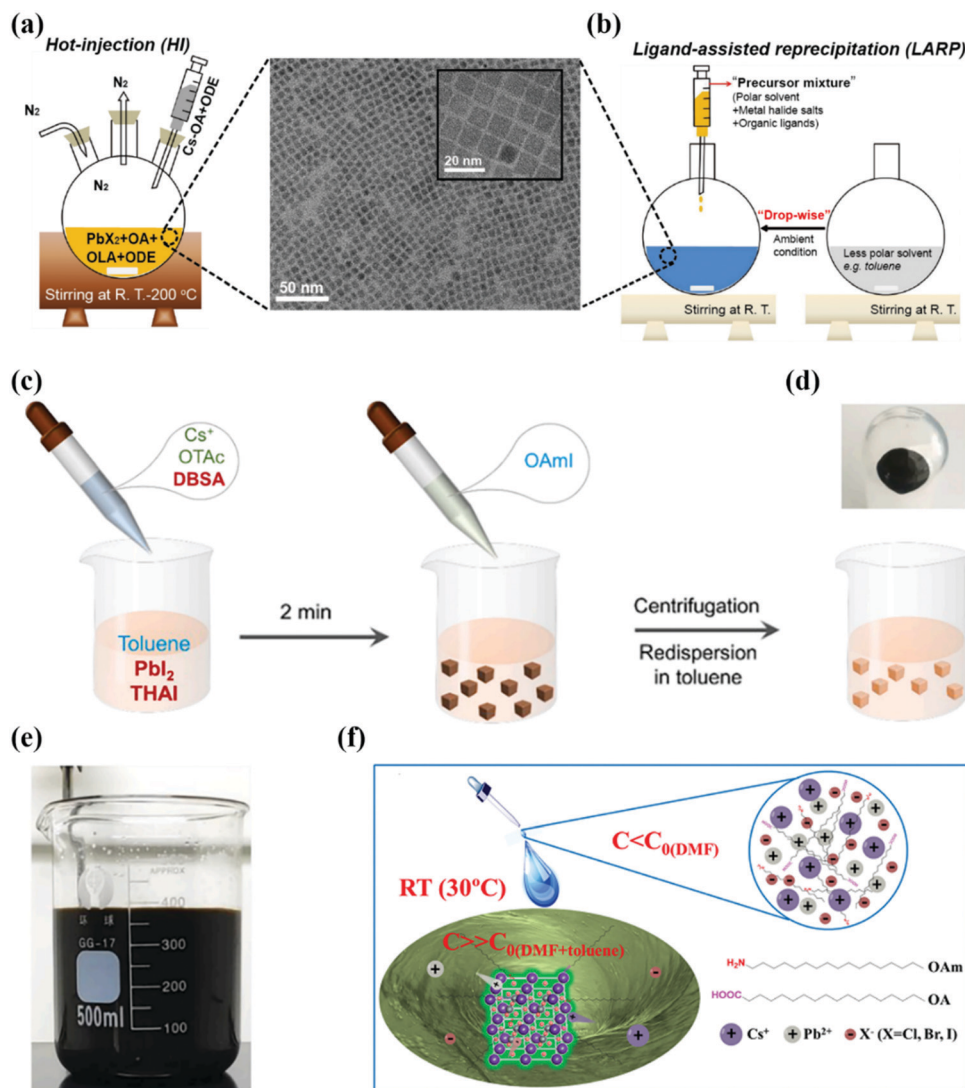 (a)
Hot-injection (HI)
N₂
N₂
Cs-OA+ODE
N₂
PbX₂+OA+
OLA+ODE
Stirring at R. T.-200 °C
20 nm
50 nm
(b)
Ligand-assisted reprecipitation (LARP)
"Precursor mixture"
(Polar solvent
+Metal halide salts
+Organic ligands)
"Drop-wise"
Ambient
condition
Less polar solvent
e.g. toluene
Stirring at R. T.
Stirring at R. T.
(c)
Cs⁺
OTAc
DBSA
Toluene
PbI₂
THAI
2 min
OAmI
Centrifugation
Redispersion
in toluene
(d)
(e)
APPROX
环球
GG-17
500ml
400
300
200
100
(f)
C<C₀(DMF)
RT (30°C)
C>>C₀(DMF+toluene)
H₂N
OAm
HOOC
OA
Cs⁺
Pb²⁺
X⁻ (X=Cl, Br, I)